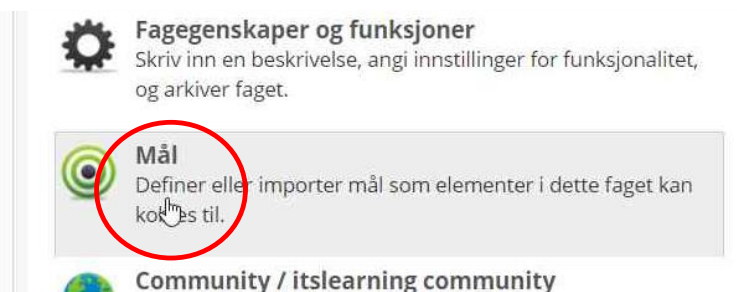 Fagegenskaper og funksjoner
Skriv inn en beskrivelse, angi innstillinger for funksjonalitet,
og arkiver faget.
Mål
Definer eller importer mål som elementer i dette faget kan
kobles til.
Community / itslearning community